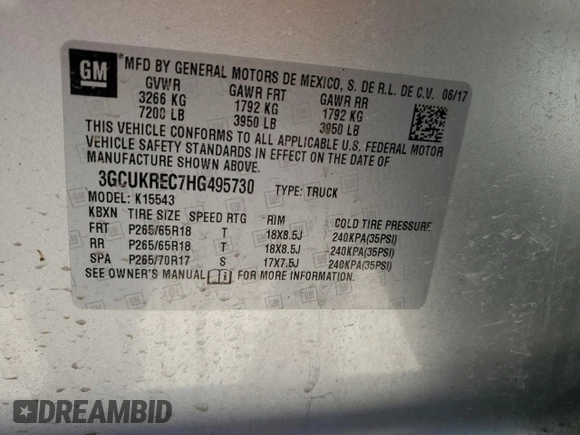 GM *MFD BY GENERAL MOTORS DE MEXICO, S. DE R.L. DE C.V. 06/17
GVWR GAWR FRT GAWR RR
3266 KG 1792 KG 1792 KG
7200 LB 3950 LB 3950 LB
THIS VEHICLE CONFORMS TO ALL APPLICABLE U.S. FEDERAL MOTOR
VEHICLE SAFETY STANDARDS IN EFFECT ON THE DATE OF
MANUFACTURE SHOWN ABOVE.
3GCUKREC7HG495730 TYPE: TRUCK
MODEL: K15543
KBXN TIRE SIZE SPEED RTG RIM COLD TIRE PRESSURE
FRT P265/65R18 T 18X8.5J 240KPA(35PSI)
RR P265/65R18 T 18X8.5J 240KPA(35PSI)
SPA P265/70R17 S 17X7.5J 240KPA(35PSI)
SEE OWNER'S MANUAL FOR MORE INFORMATION.
DREAMBID